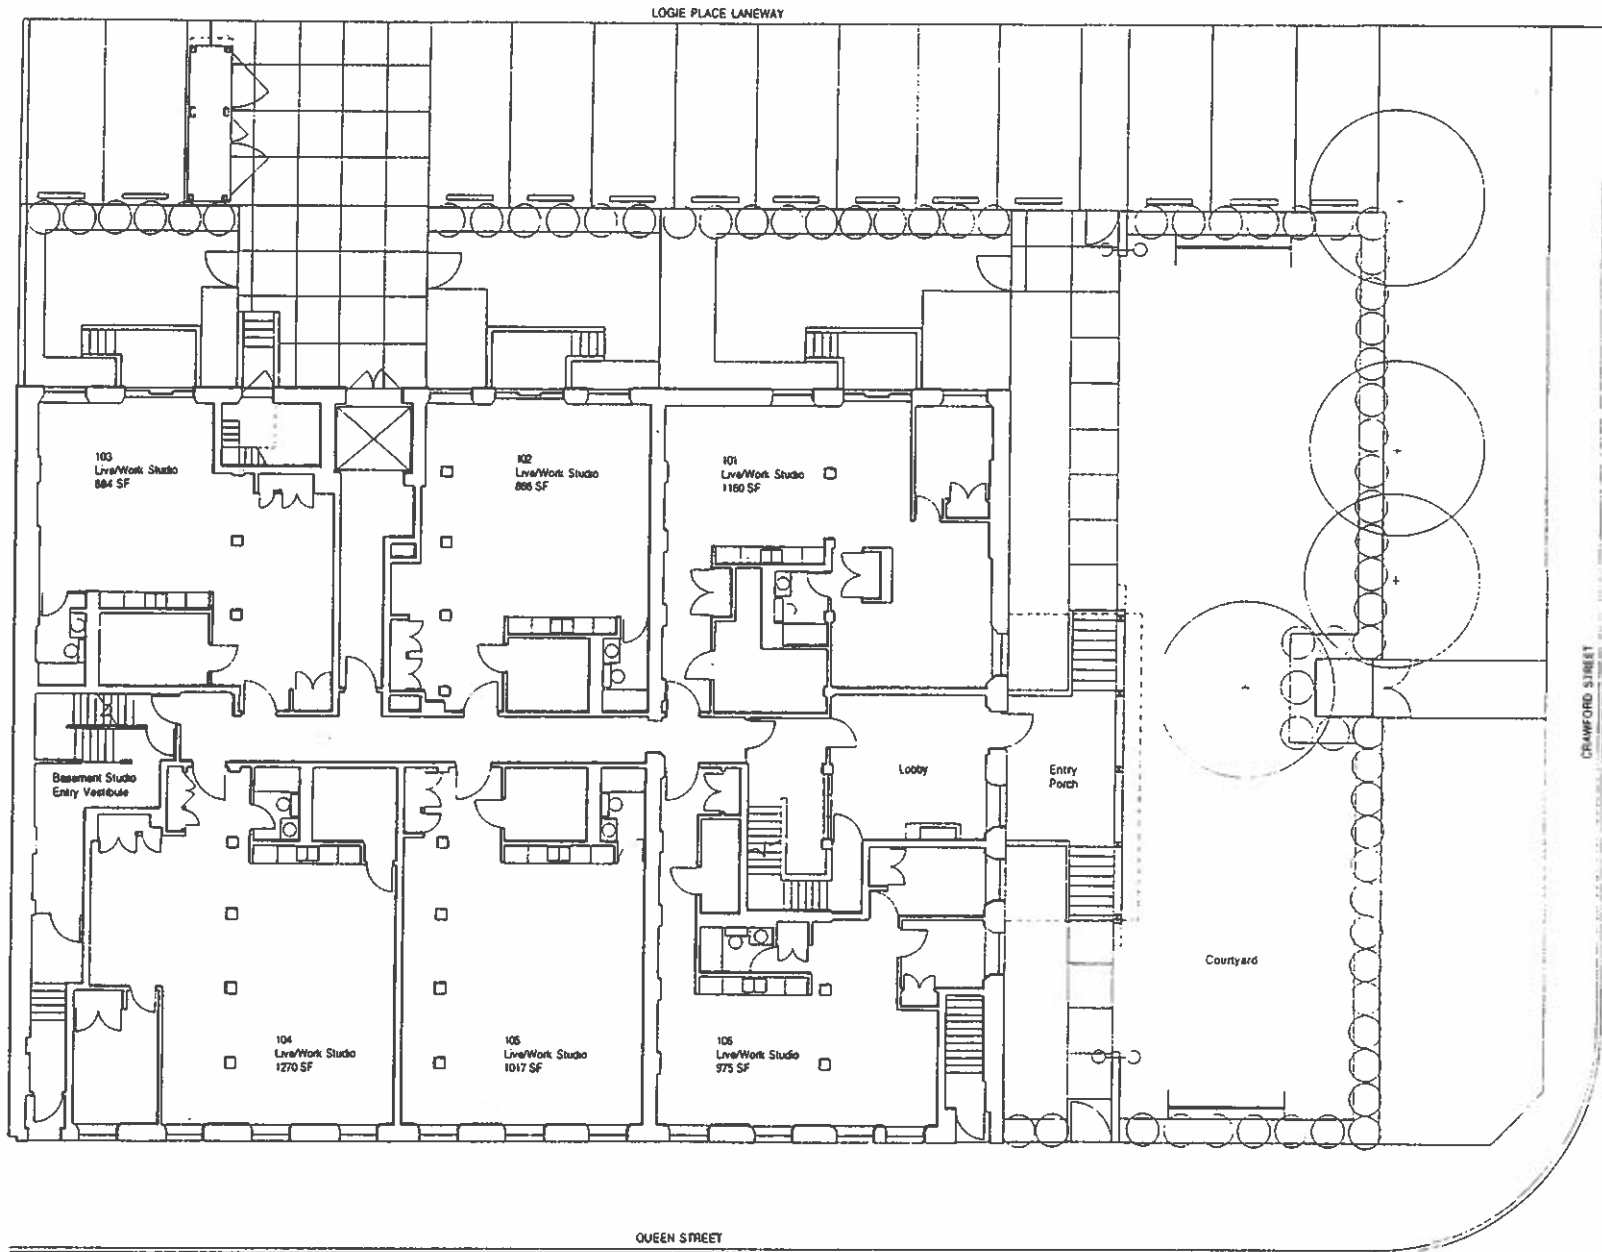 LOGIE PLACE LANEWAY
103
Live/Work Studio
884 SF
102
Live/Work Studio
866 SF
101
Live/Work Studio
1160 SF
CRAWFORD STREET
Basement Studio
Entry Vestibule
Lobby
Entry
Porch
Courtyard
104
Live/Work Studio
1270 SF
105
Live/Work Studio
1017 SF
106
Live/Work Studio
975 SF
QUEEN STREET